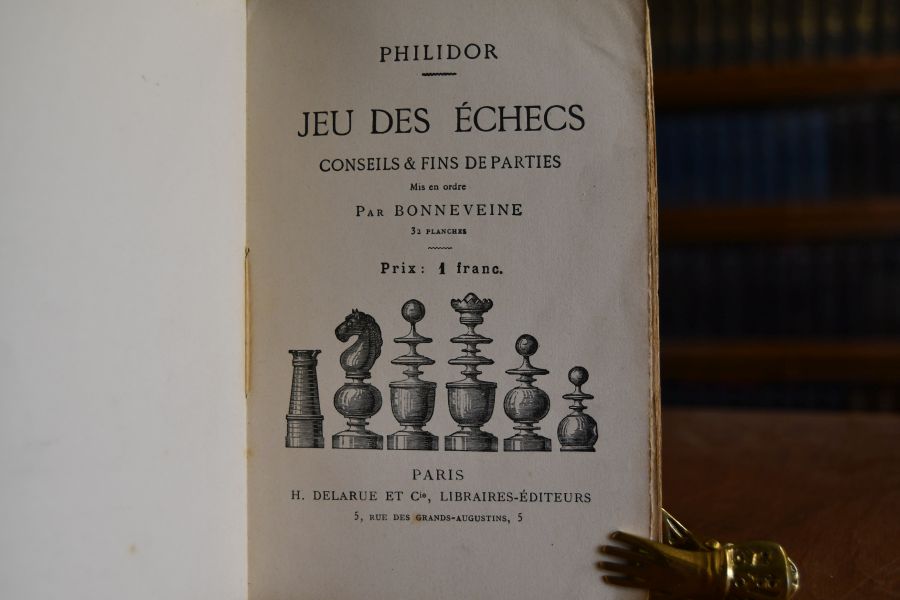 PHILIDOR
JEU DES ÉCHECS
CONSEILS & FINS DE PARTIES
Mis en ordre
PAR BONNEVEINE
32 PLANCHES
Prix : 1 franc.
PARIS
H. DELARUE ET Cie, LIBRAIRES-ÉDITEURS
5, RUE DES GRANDS-AUGUSTINS, 5